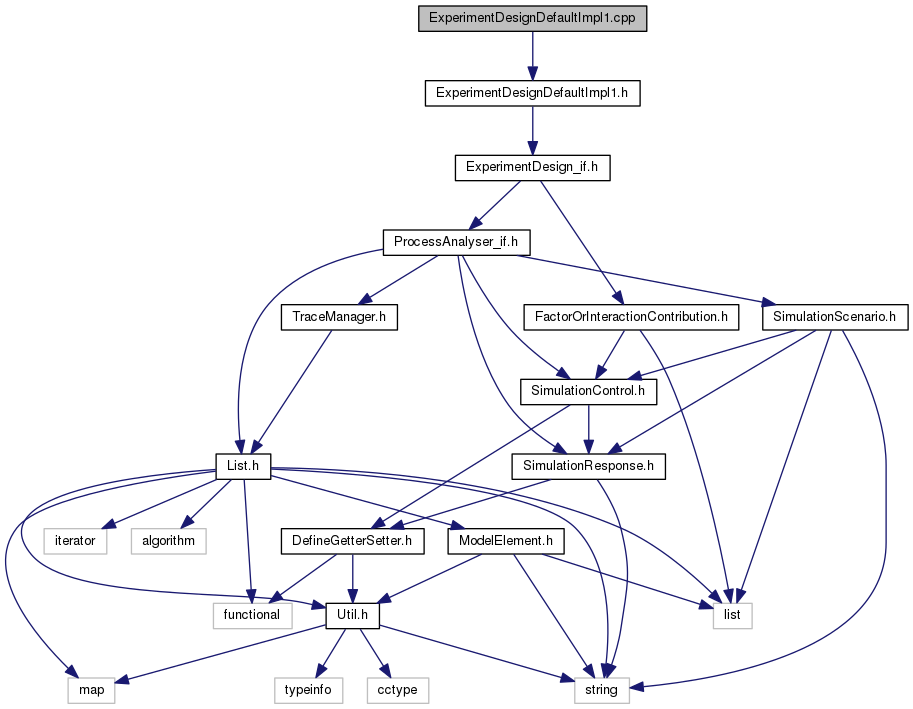 ExperimentDesignDefaultImpl1.cpp
ExperimentDesignDefaultImpl1.h
ExperimentDesign_if.h
ProcessAnalyser_if.h
TraceManager.h
FactorOrInteractionContribution.h
SimulationScenario.h
SimulationControl.h
List.h
SimulationResponse.h
iterator
algorithm
DefineGetterSetter.h
ModelElement.h
functional
Util.h
list
map
typeinfo
cctype
string